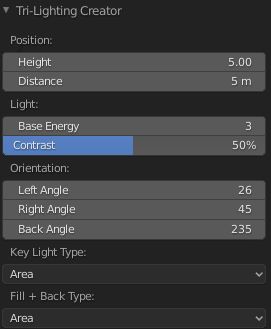 Tri-Lighting Creator
Position:
Height 5.00
Distance 5 m
Light:
Base Energy 3
Contrast 50%
Orientation:
Left Angle 26
Right Angle 45
Back Angle 235
Key Light Type:
Area
Fill + Back Type:
Area